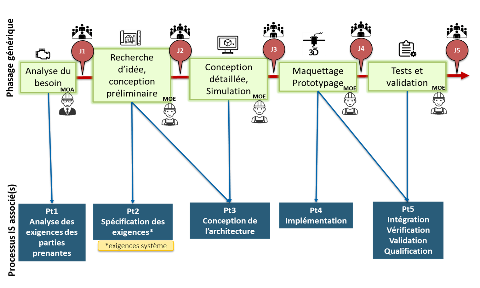 Phasage générique
J1
J2
J3
J4
J5
Analyse du
besoin
MOA
Recherche
d'idée,
conception
préliminaire
MOE
Conception
détaillée,
Simulation
MOE
Maquettage
Prototypage
MOE
Tests et
validation
MOE
Processus IS associé(s)
Pt1
Analyse des
exigences des
parties
prenantes
Pt2
Spécification des
exigences*
*exigences système
Pt3
Conception de
l'architecture
Pt4
Implémentation
Pt5
Intégration
Vérification
Validation
Qualification